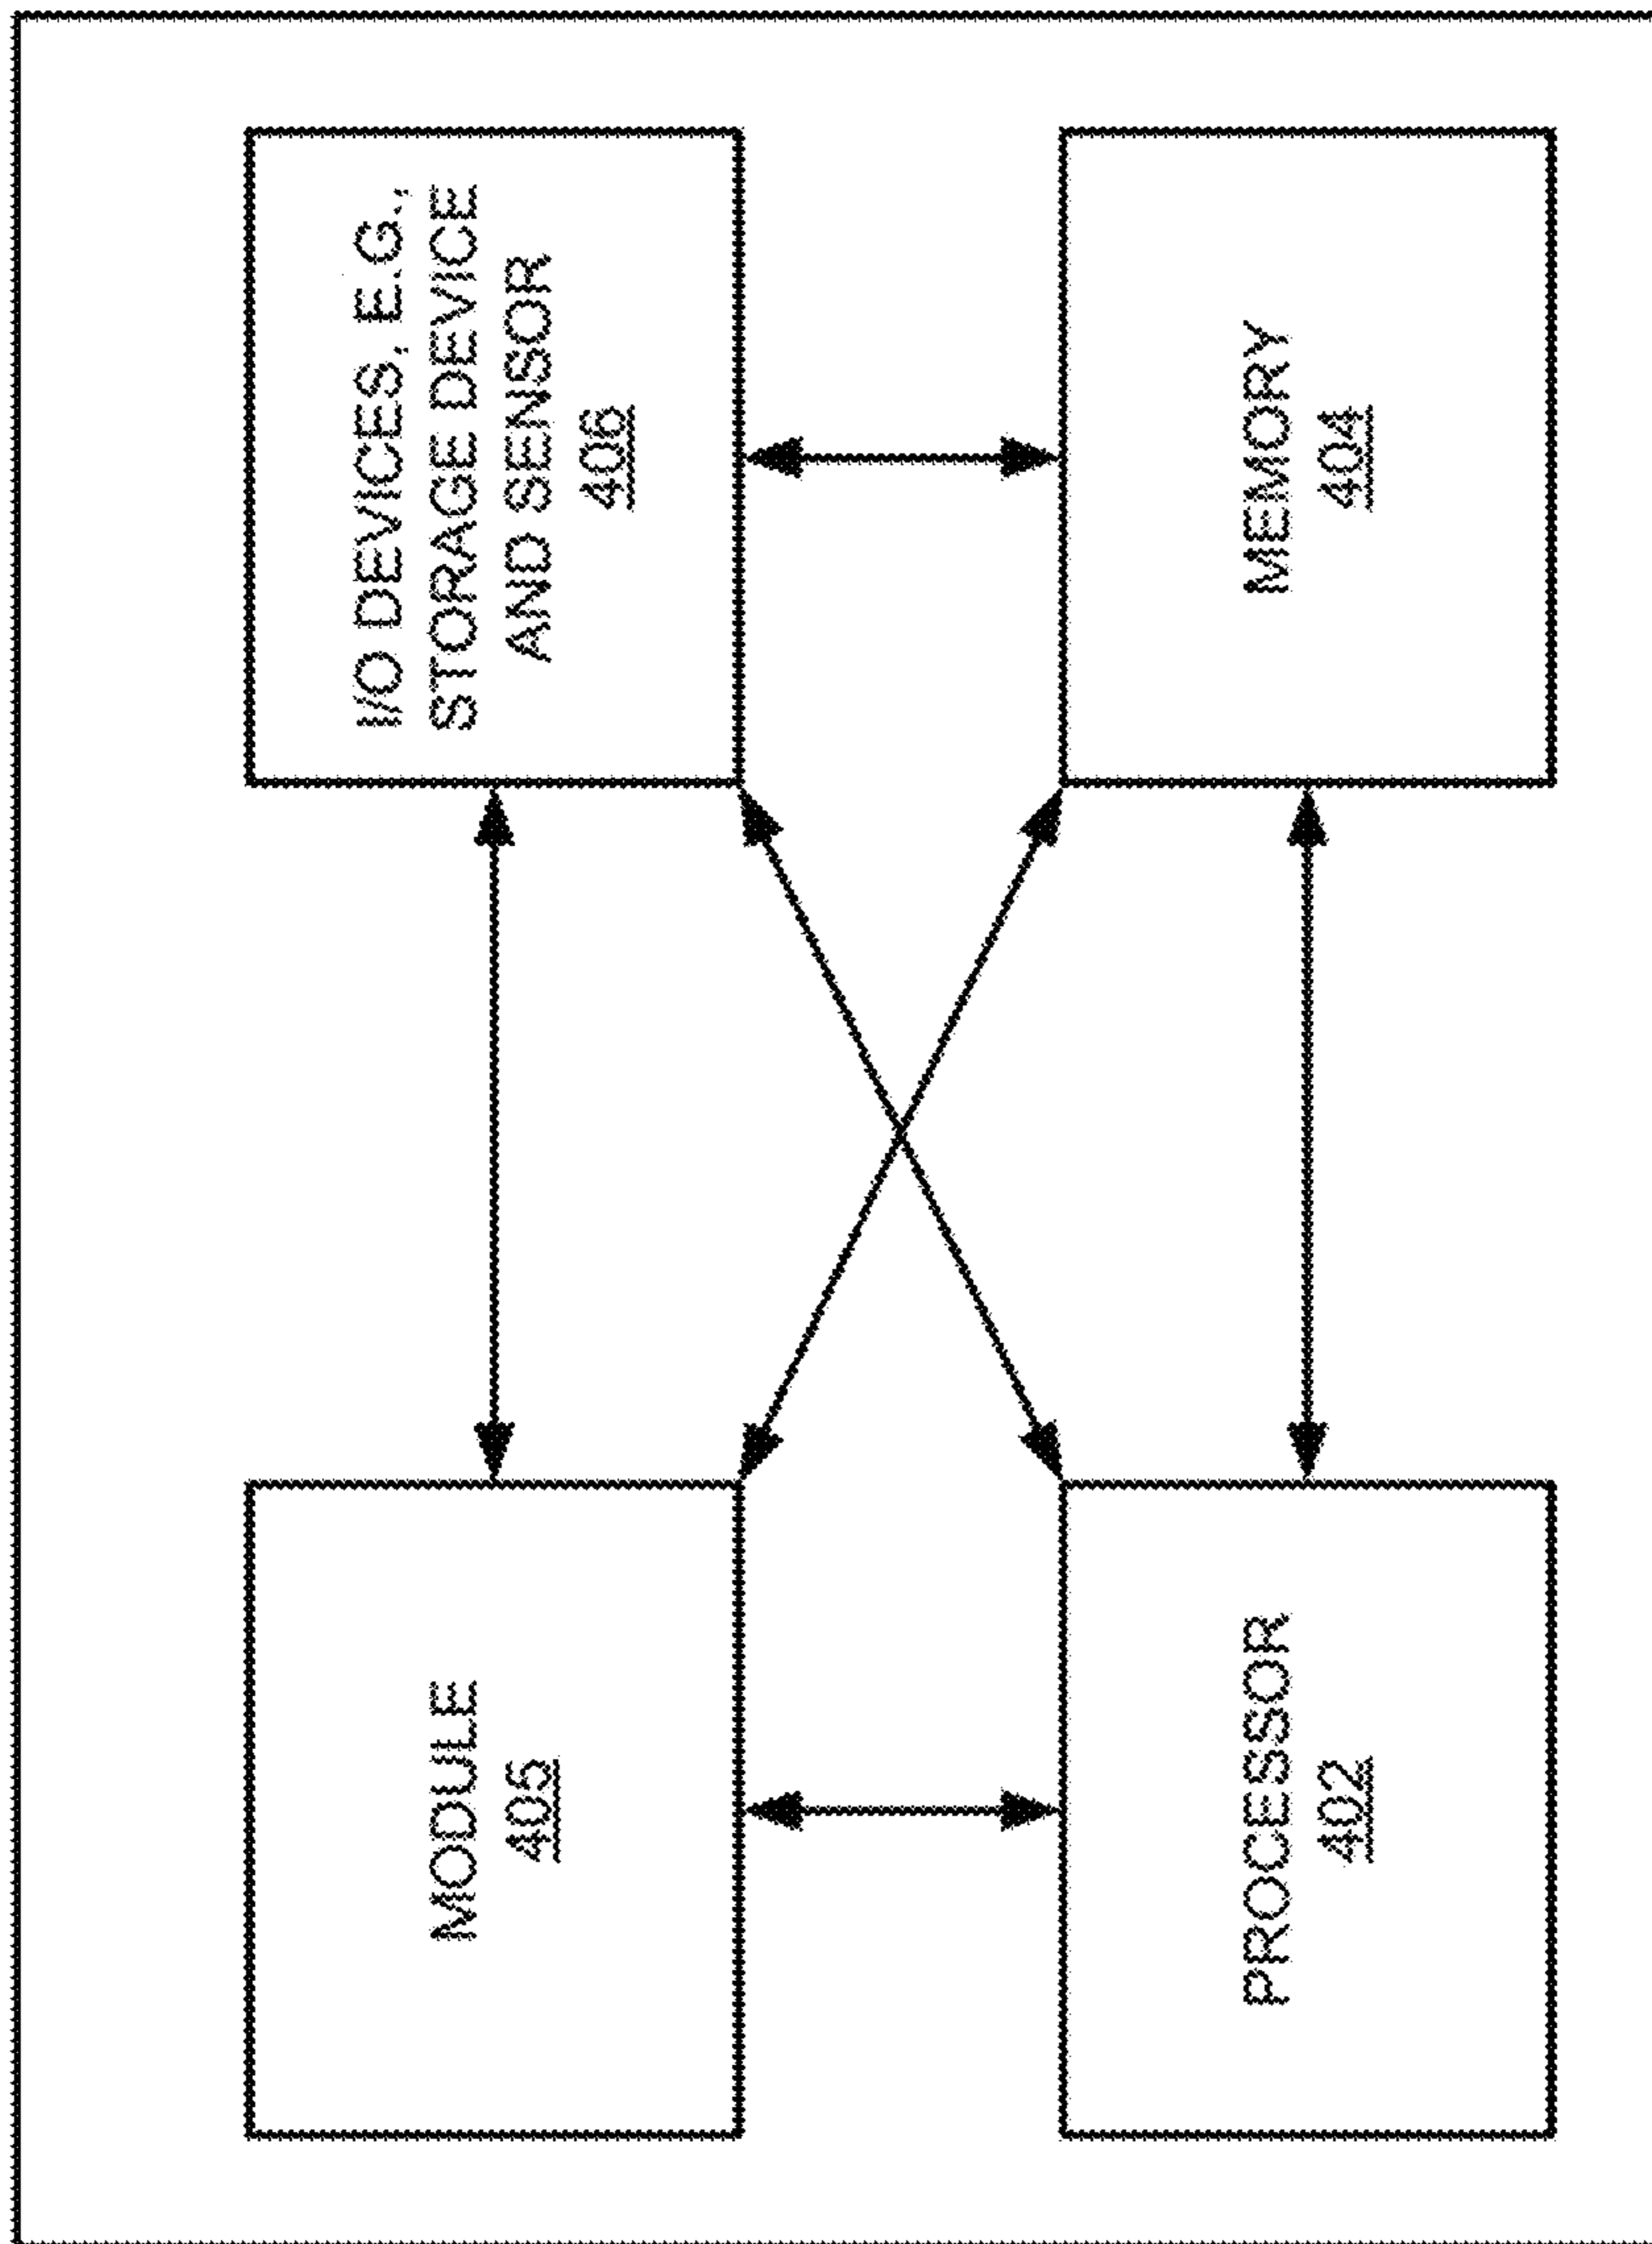 MODULE
405
I/O DEVICES, E.G.,
STORAGE DEVICE
AND SENSOR
406
PROCESSOR
402
MEMORY
404